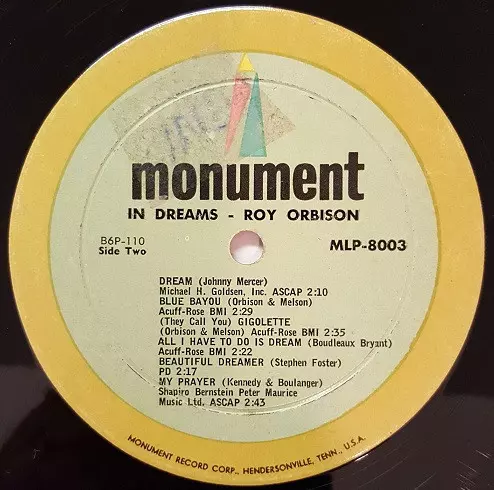 monument
IN DREAMS - ROY ORBISON
B6P-110
Side Two
MLP-8003
DREAM (Johnny Mercer)
Michael H. Goldsen, Inc. ASCAP 2:10
BLUE BAYOU (Orbison & Melson)
Acuff-Rose BMI 2:29
(They Call You) GIGOLETTE
(Orbison & Melson) Acuff-Rose BMI 2:35
ALL I HAVE TO DO IS DREAM (Boudleaux Bryant)
Acuff-Rose BMI 2:22
BEAUTIFUL DREAMER (Stephen Foster)
PD 2:17
MY PRAYER (Kennedy & Boulanger)
Shapiro Bernstein Peter Maurice
Music Ltd. ASCAP 2:43
MONUMENT RECORD CORP., HENDERSONVILLE, TENN., U.S.A.